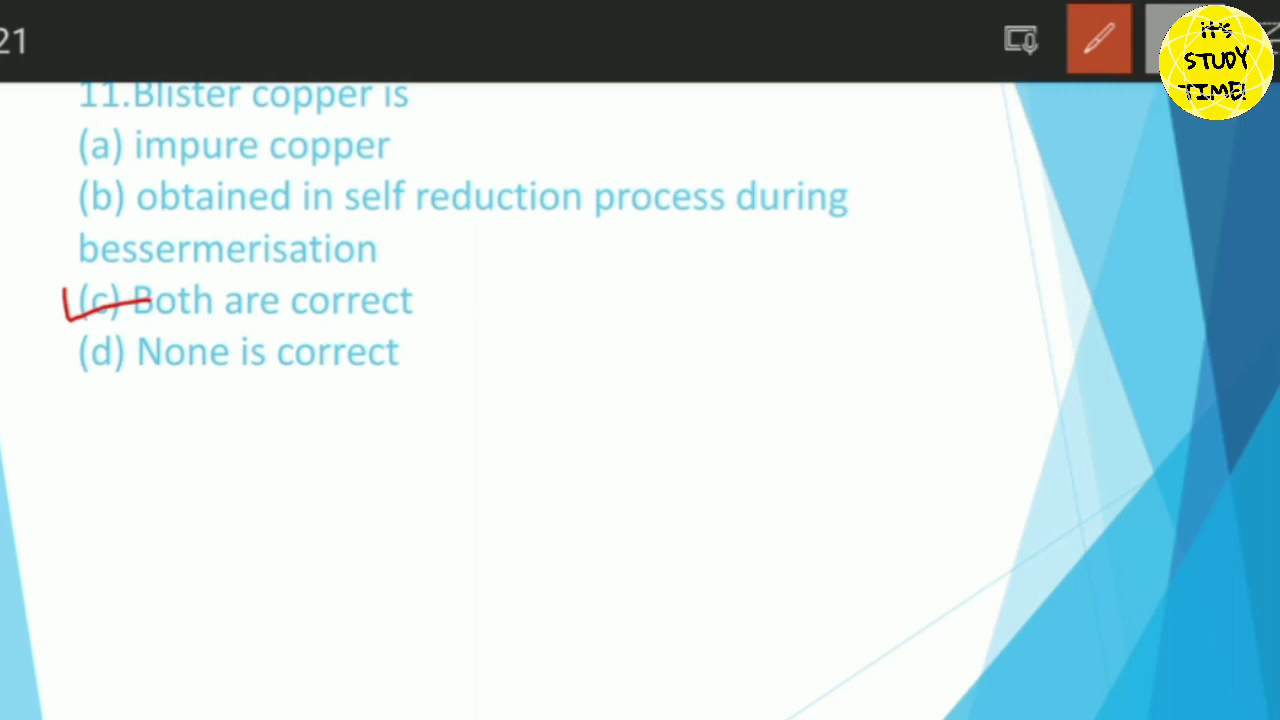 21
IT'S
STUDY
TIME!
11.Blister copper is
(a) impure copper
(b) obtained in self reduction process during
bessermerisation
(c) Both are correct
(d) None is correct